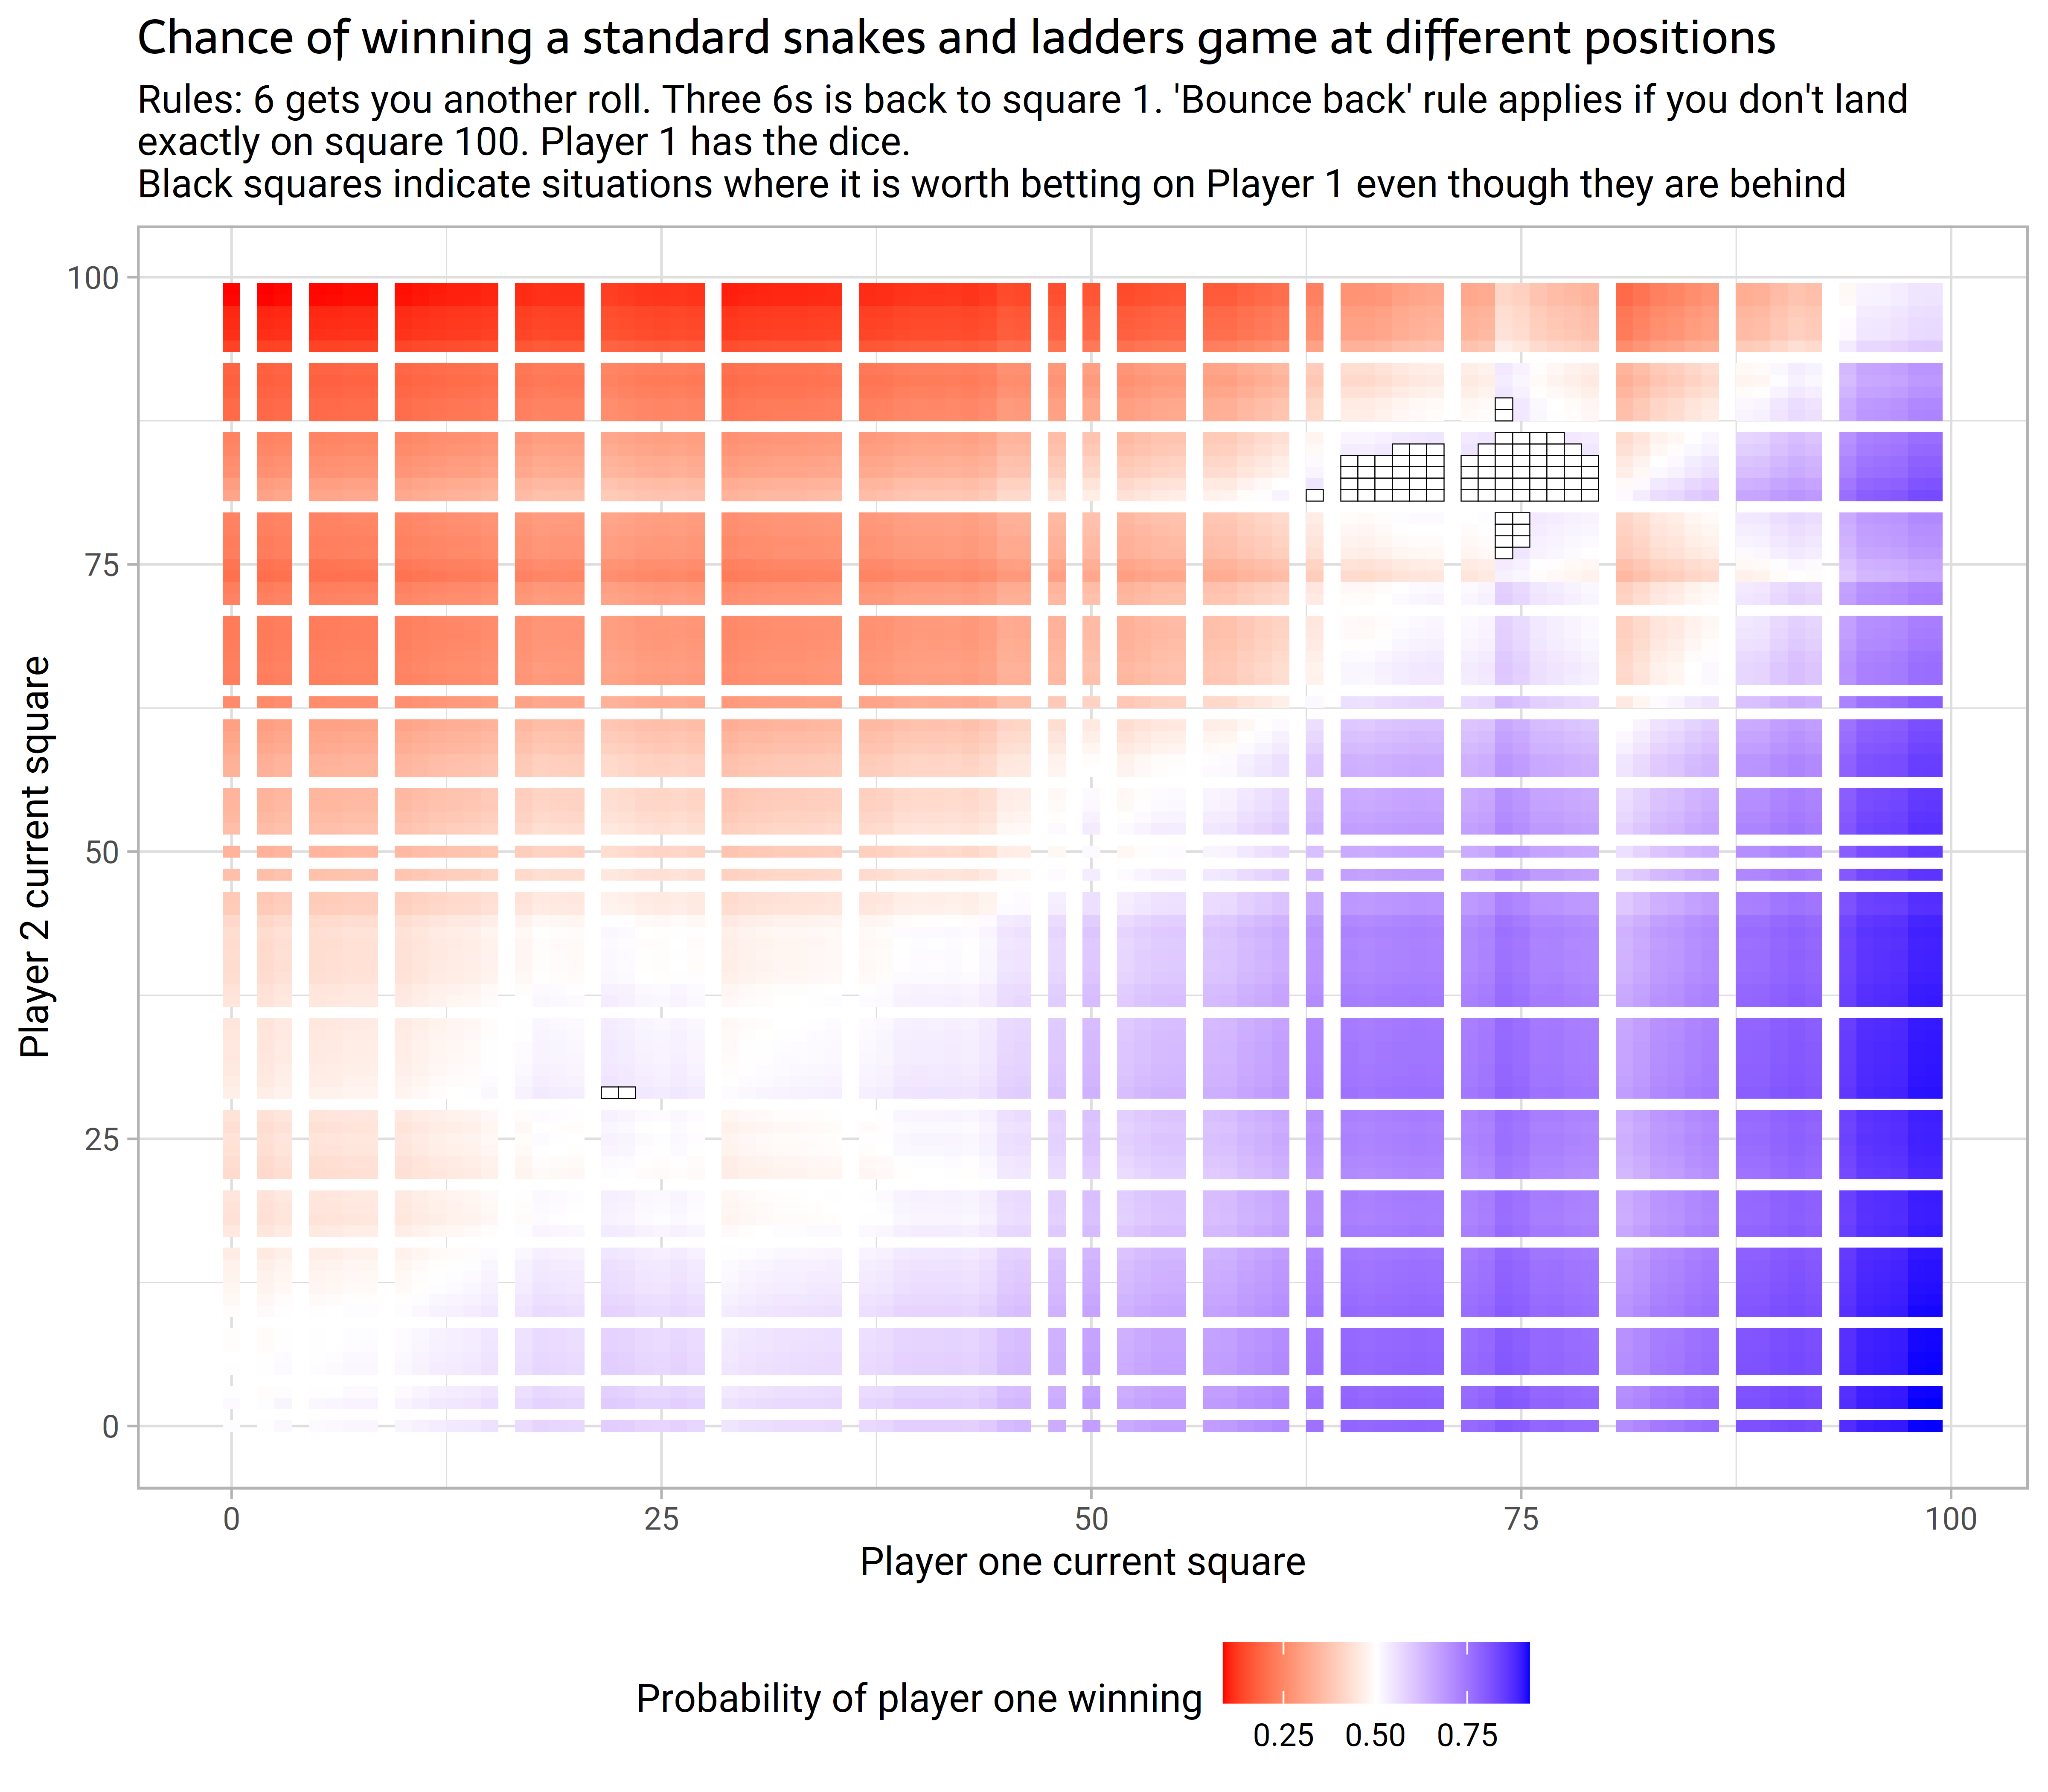 Chance of winning a standard snakes and ladders game at different positions
Rules: 6 gets you another roll. Three 6s is back to square 1. 'Bounce back' rule applies if you don't land
exactly on square 100. Player 1 has the dice.
Black squares indicate situations where it is worth betting on Player 1 even though they are behind
Player 2 current square
100
75
50
25
0
0 25 50 75 100
Player one current square
Probability of player one winning
0.25 0.50 0.75